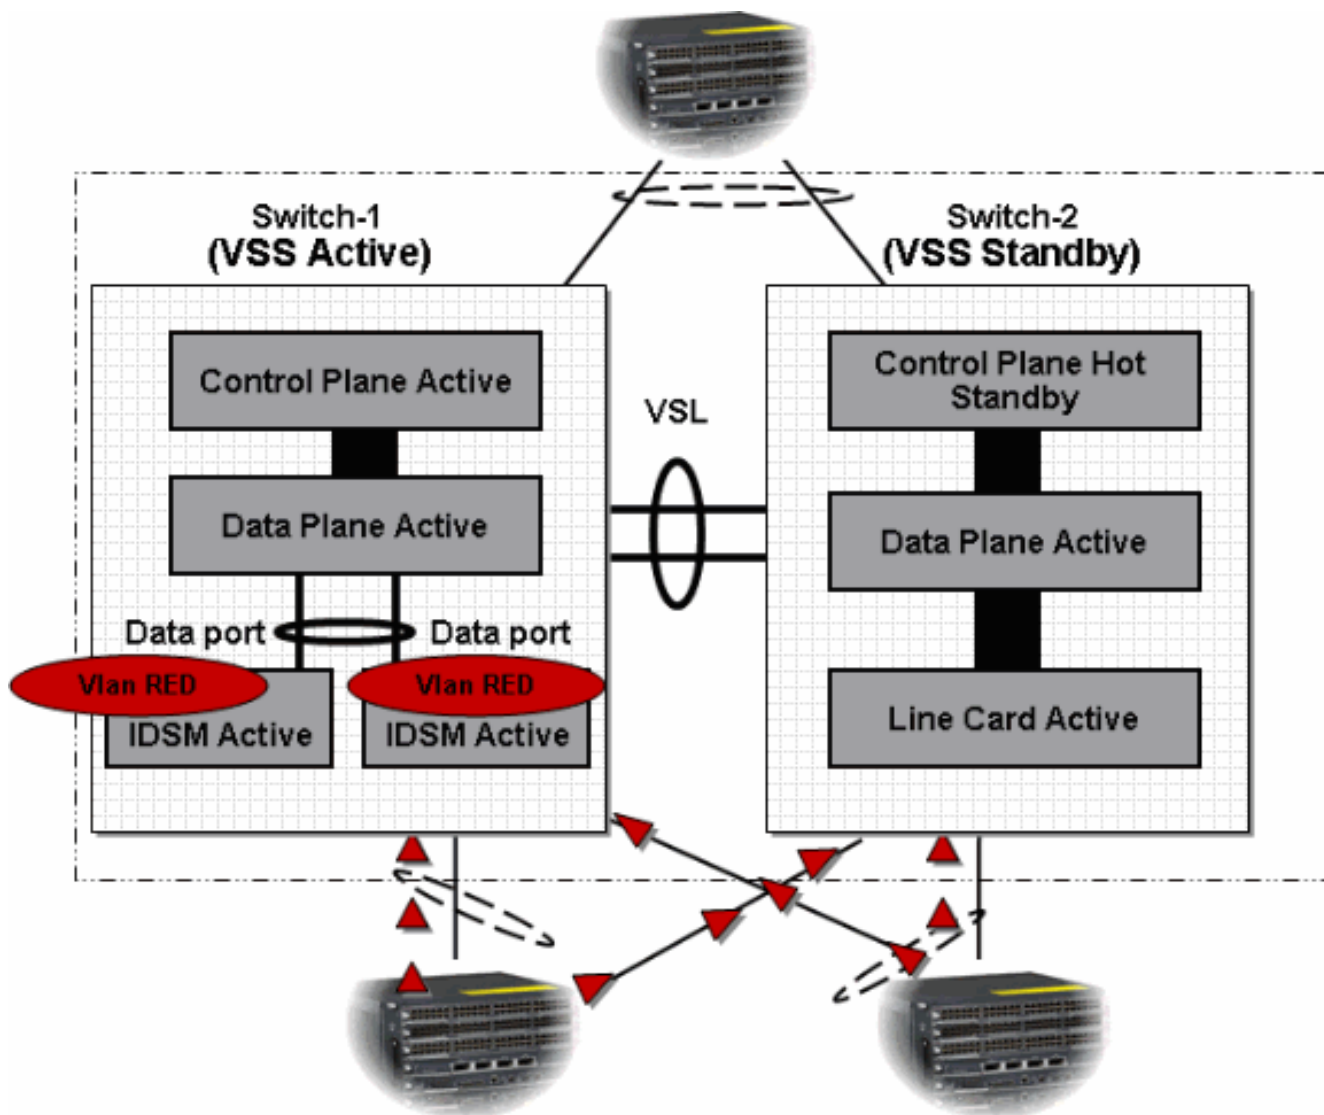 Switch-1
(VSS Active)
Switch-2
(VSS Standby)
Control Plane Active
Control Plane Hot
Standby
VSL
Data Plane Active
Data Plane Active
Data port
Data port
Vlan RED
Vlan RED
IDSM Active
IDSM Active
Line Card Active